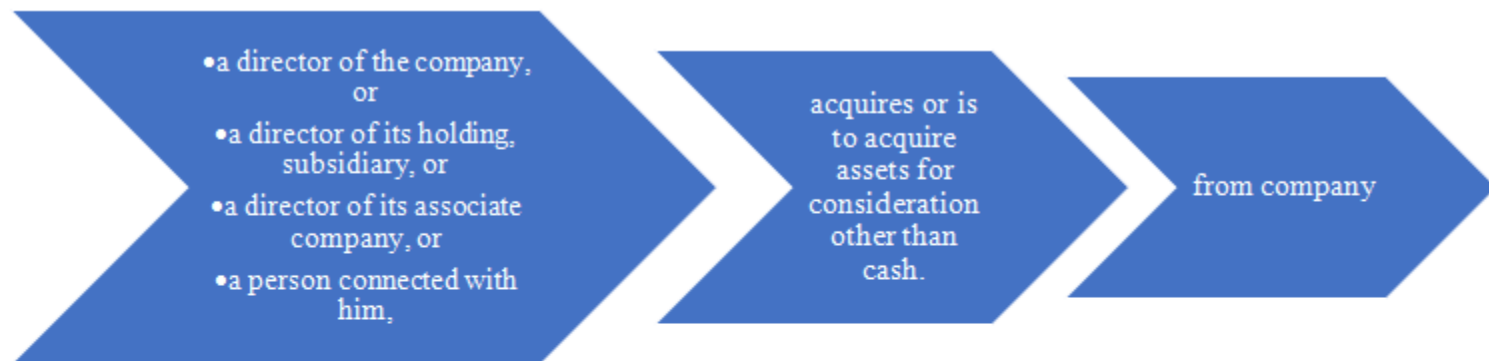 •a director of the company,
or
•a director of its holding,
subsidiary, or
•a director of its associate
company, or
•a person connected with
him,
acquires or is
to acquire
assets for
consideration
other than
cash.
from company